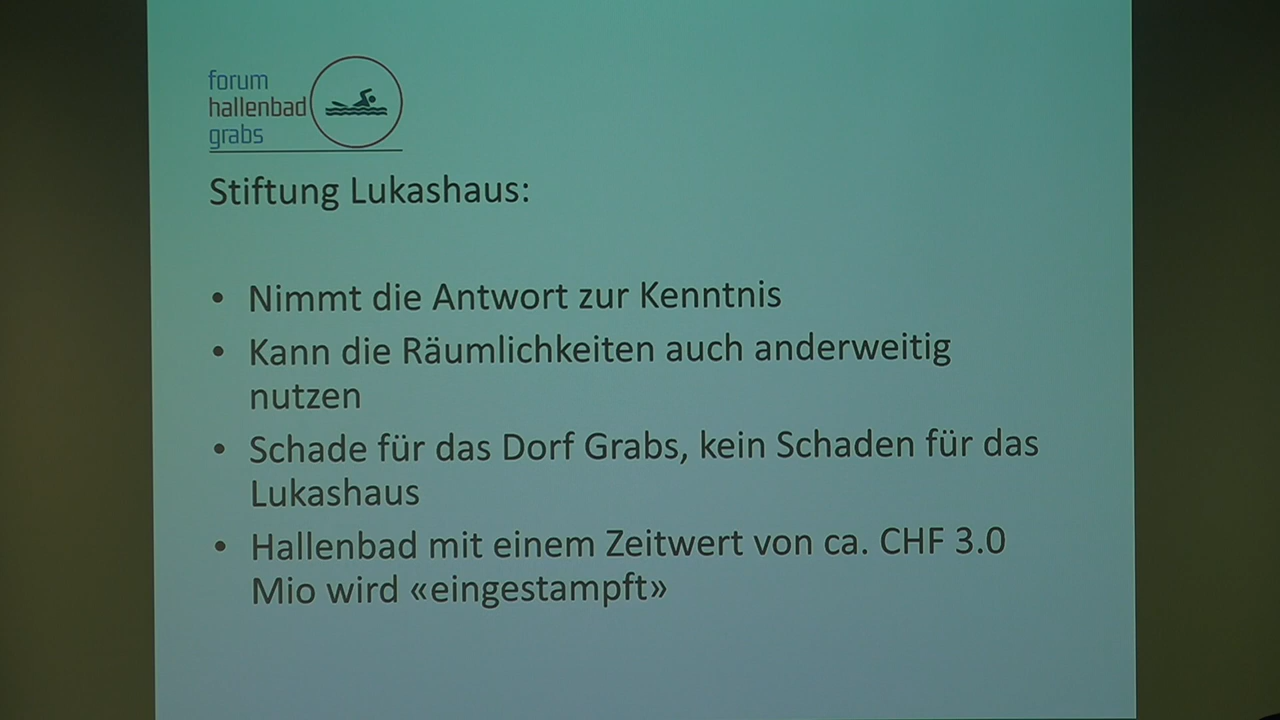 forum
hallenbad
grabs
Stiftung Lukashaus:
• Nimmt die Antwort zur Kenntnis
• Kann die Räumlichkeiten auch anderweitig
nutzen
• Schade für das Dorf Grabs, kein Schaden für das
Lukashaus
• Hallenbad mit einem Zeitwert von ca. CHF 3.0
Mio wird «eingestampft»